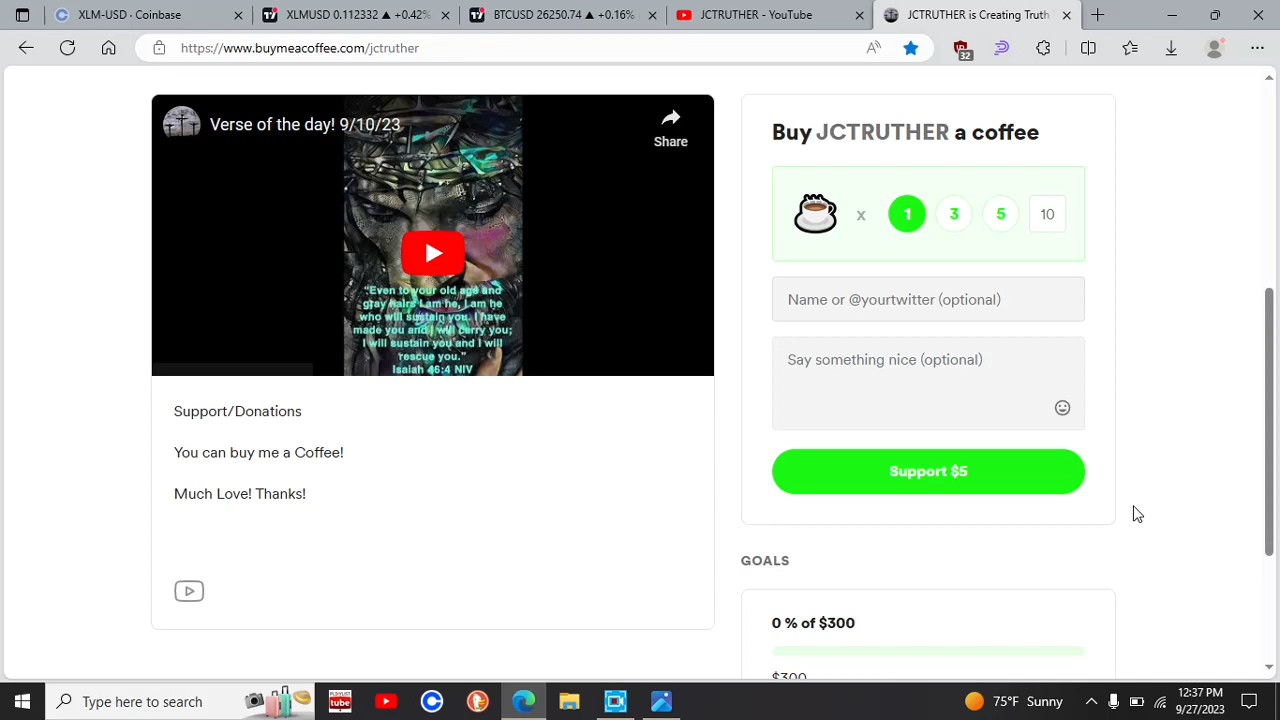 XLM-USD · Coinbase
XLMUSD 0.112332 ▲ +0.42%
BTCUSD 26250.74 ▲ +0.16%
JCTRUTHER - YouTube
JCTRUTHER is Creating Truth
https://www.buymeacoffee.com/jctruther
32
Verse of the day! 9/10/23
Share
"Even to your old age and
gray hairs I am he, I am he
who will sustain you. I have
made you and I will carry you;
I will sustain you and I will
rescue you."
Isaiah 46:4 NIV
Support/Donations
You can buy me a Coffee!
Much Love! Thanks!
Buy JCTRUTHER a coffee
x 1 3 5 10
Name or @yourtwitter (optional)
Say something nice (optional)
Support $5
GOALS
0 % of $300
$300
Type here to search
75°F Sunny
12:37 PM
9/27/2023